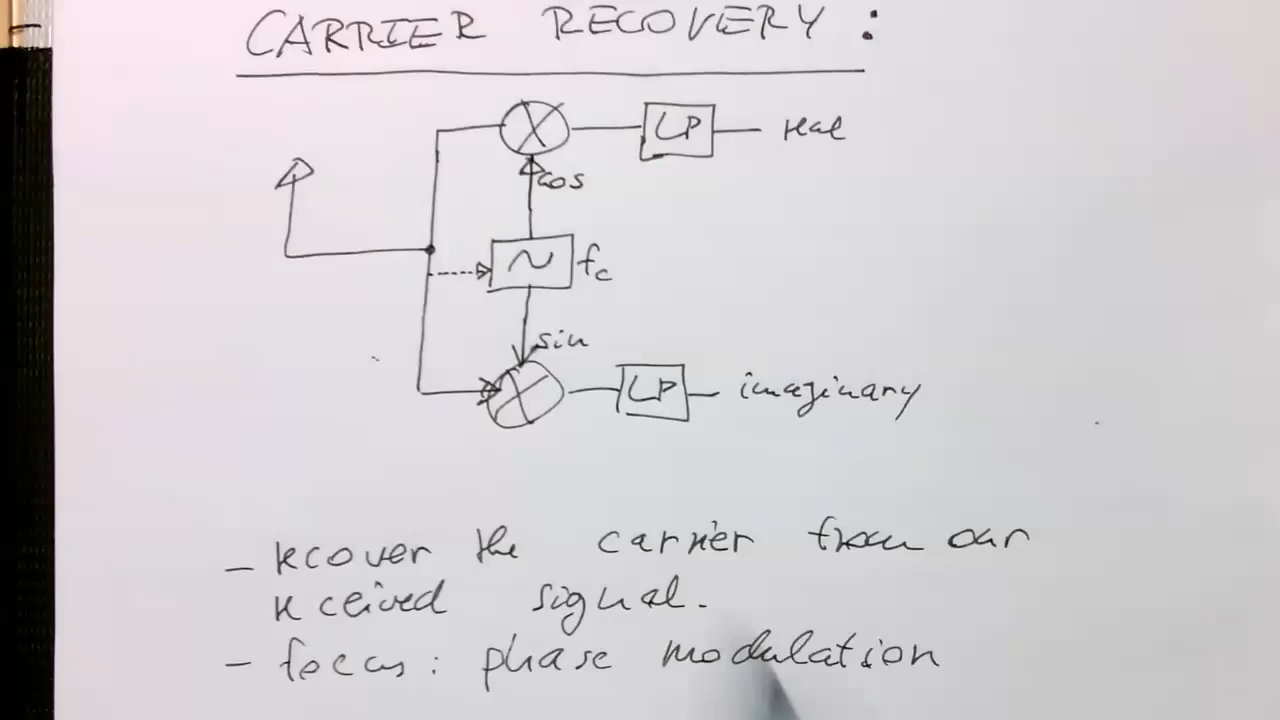 CARRIER RECOVERY :
LP real
cos
~ fc
sin
LP imaginary
- recover the carrier from our
received signal.
- focus: phase modulation